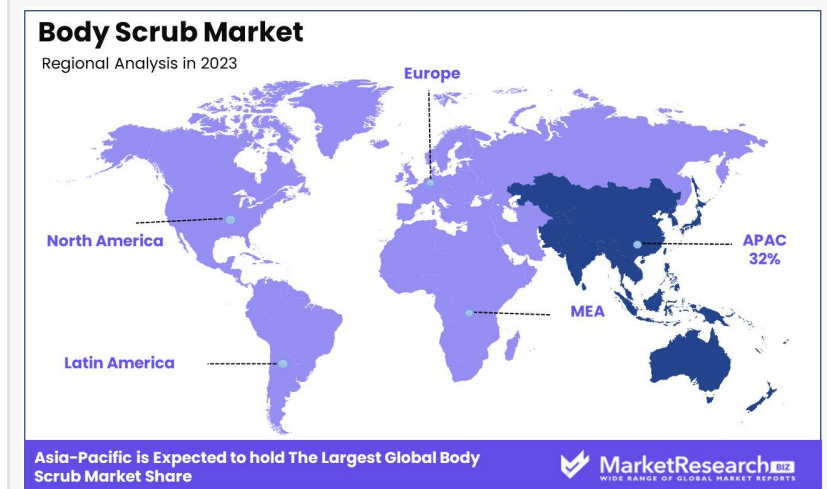 Body Scrub Market
Regional Analysis in 2023
Europe
North America
APAC
32%
MEA
Latin America
Asia-Pacific is Expected to hold The Largest Global Body
Scrub Market Share
MarketResearch BIZ
WIDE RANGE OF GLOBAL MARKET REPORTS